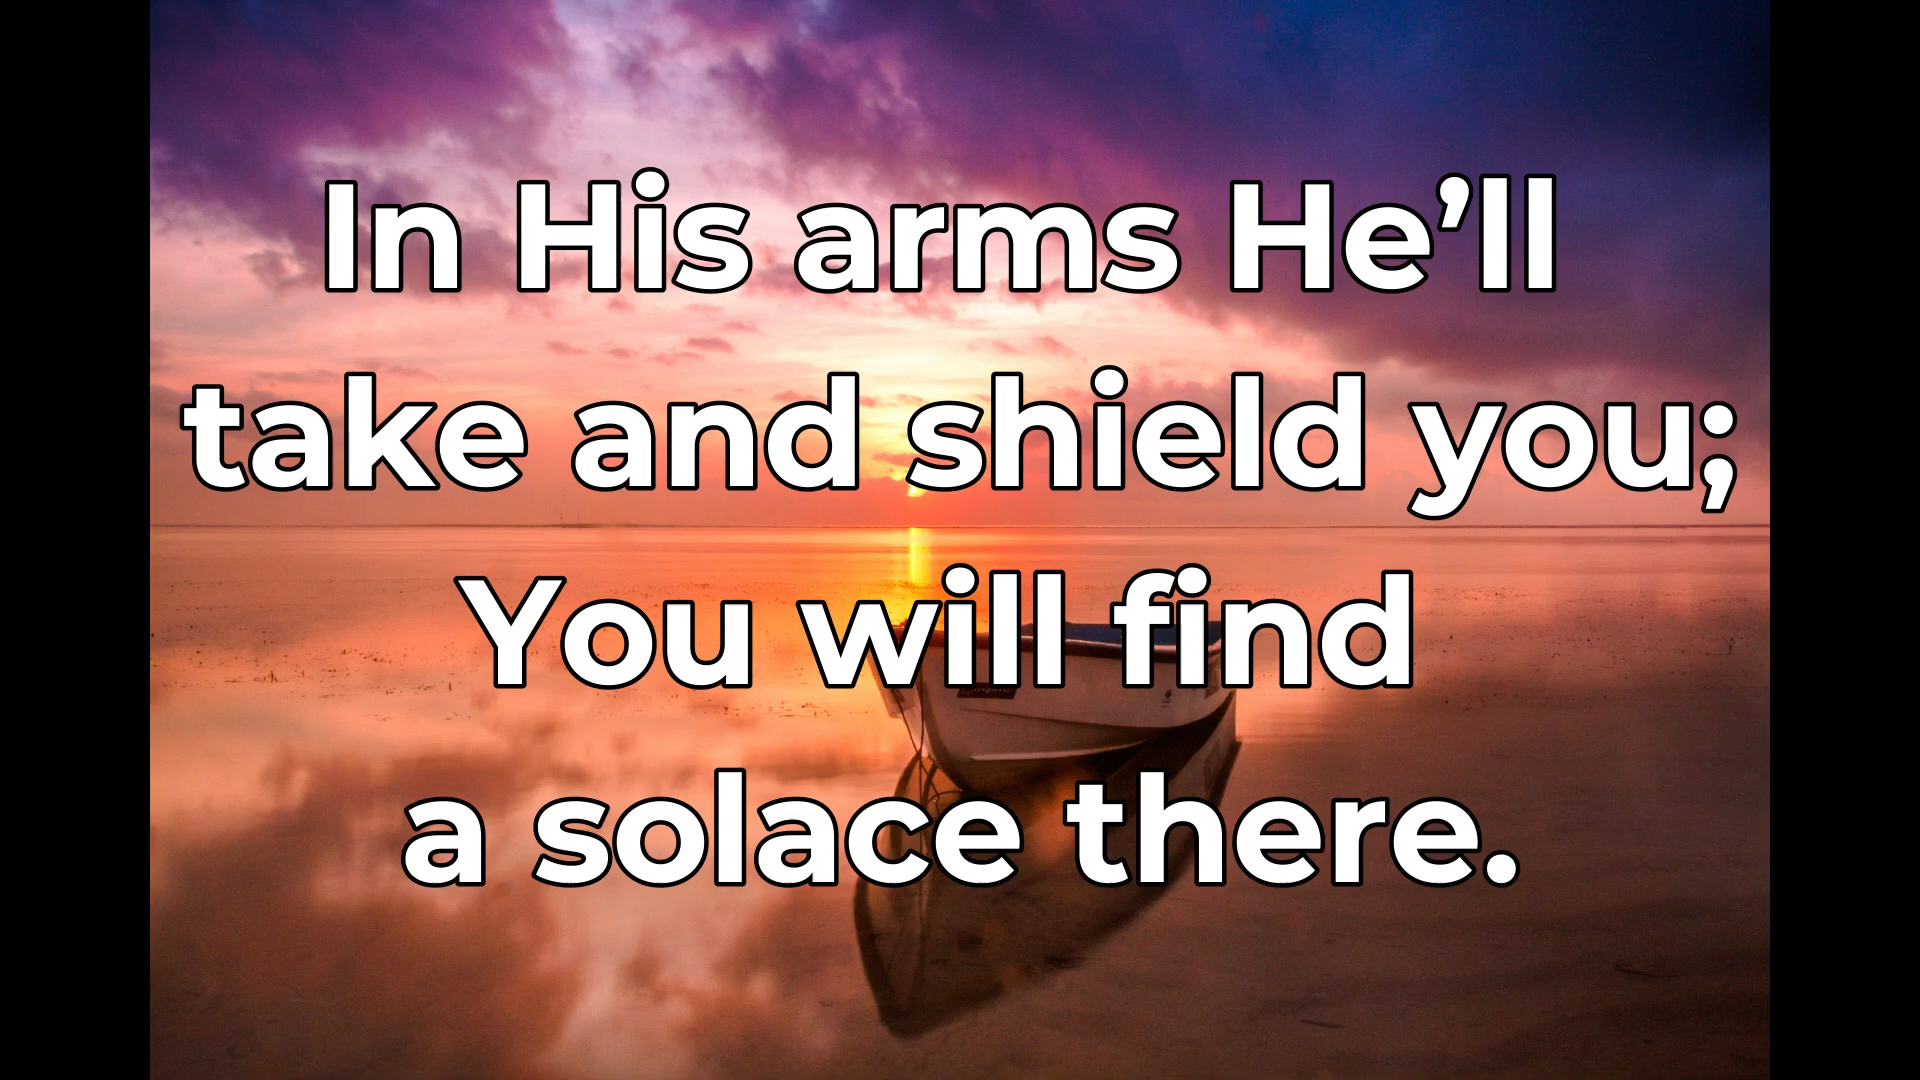 In His arms He’ll
take and shield you;
You will find
a solace there.